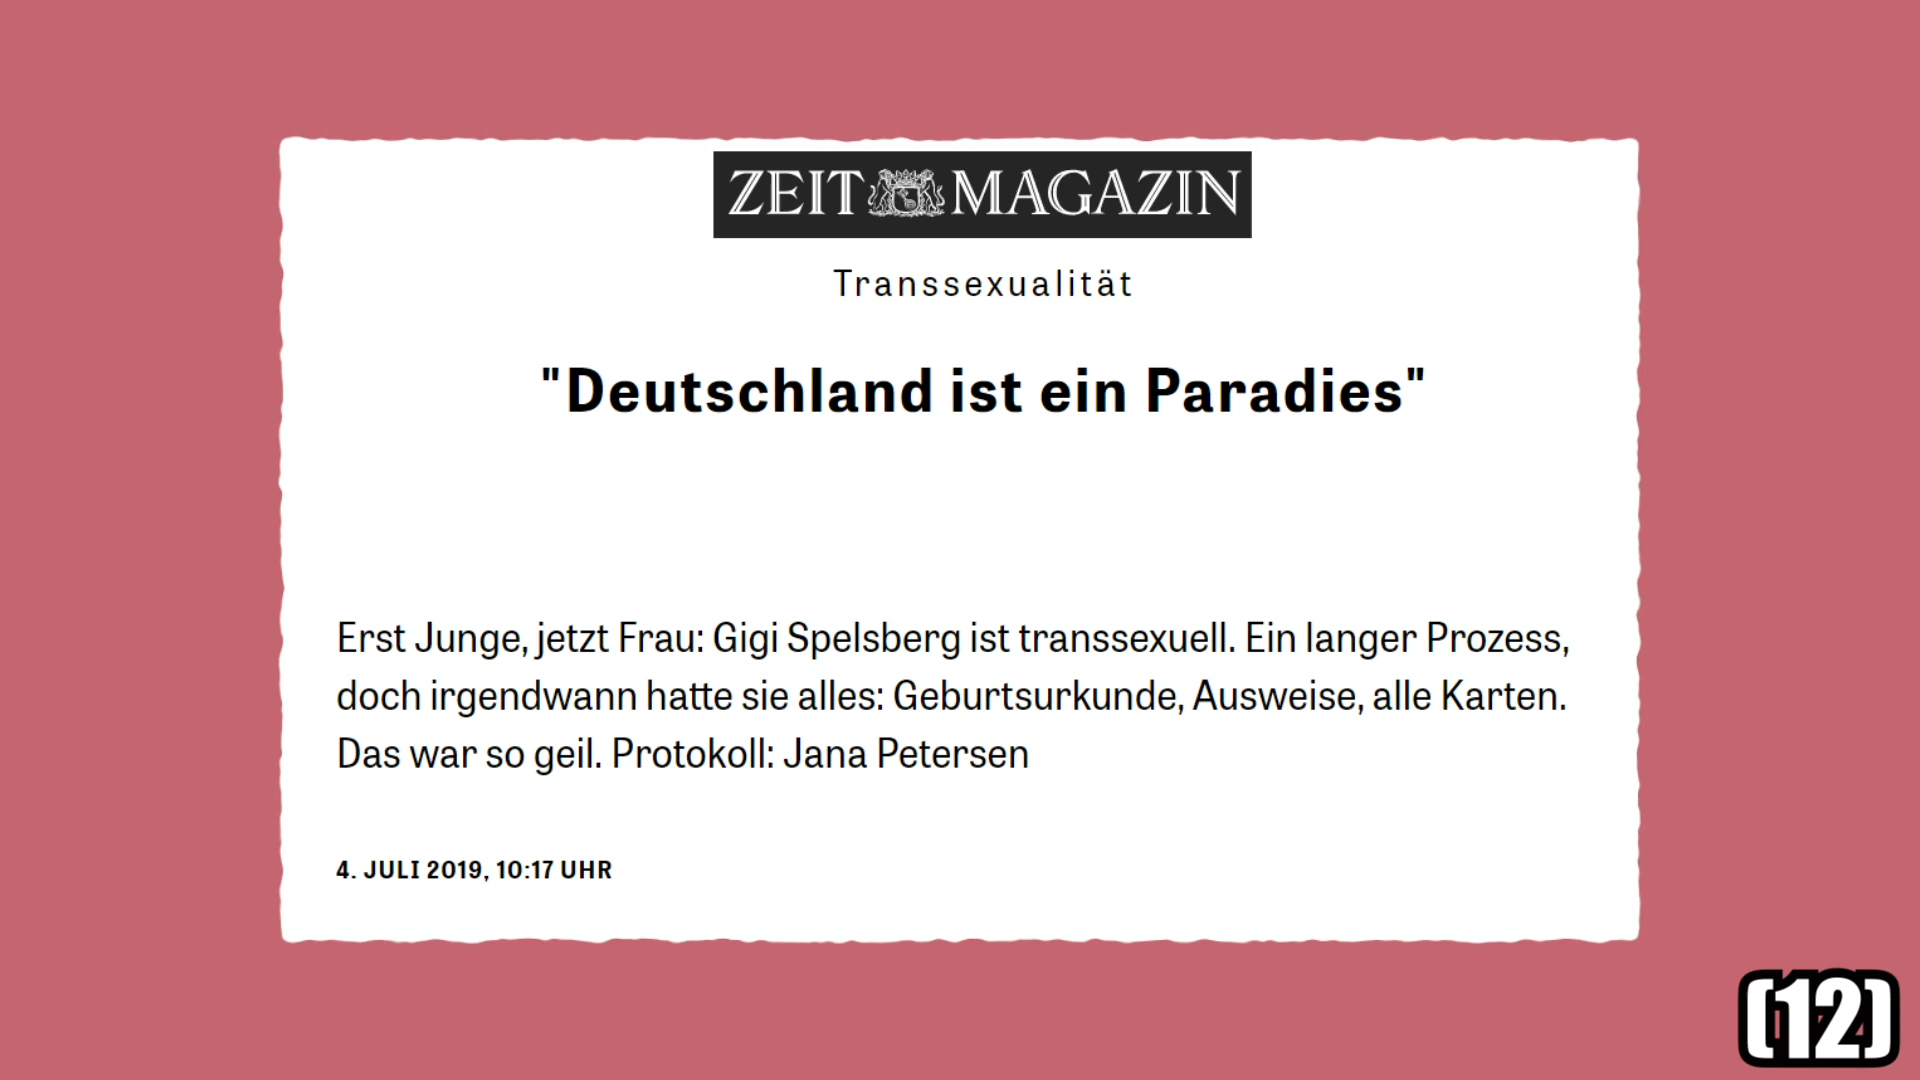 ZEIT MAGAZIN
Transsexualität
"Deutschland ist ein Paradies"
Erst Junge, jetzt Frau: Gigi Spelsberg ist transsexuell. Ein langer Prozess,
doch irgendwann hatte sie alles: Geburtsurkunde, Ausweise, alle Karten.
Das war so geil. Protokoll: Jana Petersen
4. JULI 2019, 10:17 UHR
(12)